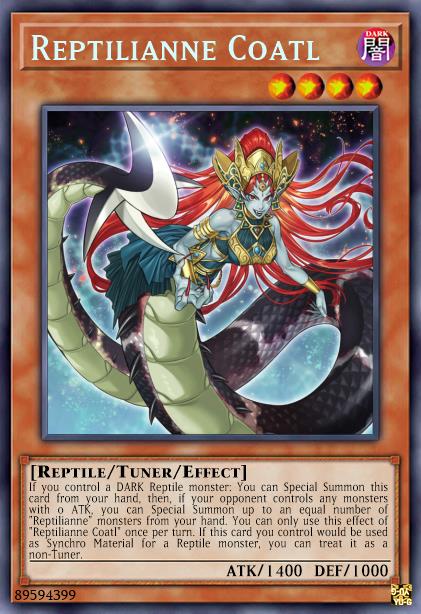 REPTILIANNE COATL
DARK
闇
[REPTILE/TUNER/EFFECT]
If you control a DARK Reptile monster: You can Special Summon this
card from your hand, then, if your opponent controls any monsters
with 0 ATK, you can Special Summon up to an equal number of
"Reptilianne" monsters from your hand. You can only use this effect of
"Reptilianne Coatl" once per turn. If this card you control would be used
as Synchro Material for a Reptile monster, you can treat it as a
non-Tuner.
ATK/1400 DEF/1000
89594399